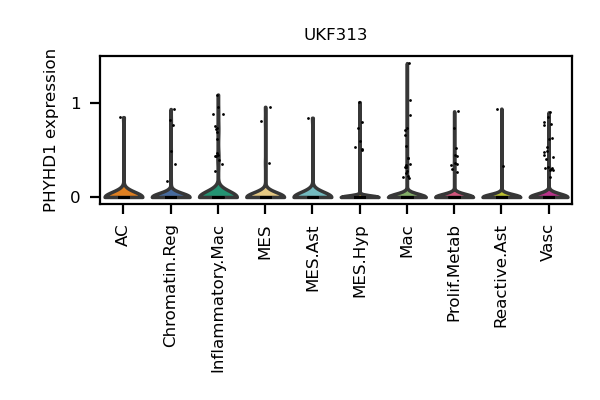 UKF313
PHYHD1 expression
1
0
AC
Chromatin.Reg
Inflammatory.Mac
MES
MES.Ast
MES.Hyp
Mac
Prolif.Metab
Reactive.Ast
Vasc